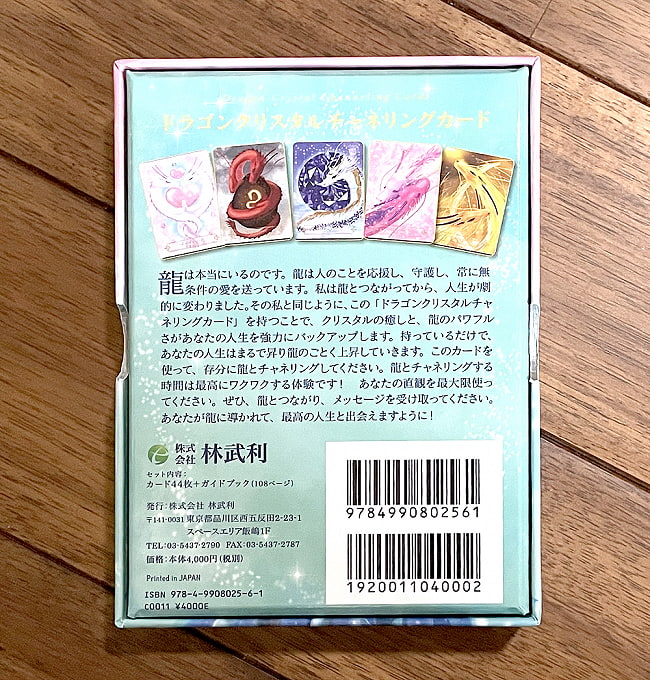 Dragon Crystal Channeling Cards
ドラゴンクリスタルチャネリングカード
龍は本当にいるのです。龍は人のことを応援し、守護し、常に無
条件の愛を送っています。私は龍とつながってから、人生が劇
的に変わりました。その私と同じように、この「ドラゴンクリスタルチャ
ネリングカード」を持つことで、クリスタルの癒しと、龍のパワフル
さがあなたの人生を強力にバックアップします。持っているだけで、
あなたの人生はまるで昇り龍のごとく上昇していきます。このカードを
使って、存分に龍とチャネリングしてください。龍とチャネリングする
時間は最高にワクワクする体験です！ あなたの直観を最大限使っ
てください。ぜひ、龍とつながり、メッセージを受け取ってください。
あなたが龍に導かれて、最高の人生と出会えますように！
株式会社 林武利
セット内容：
カード44枚＋ガイドブック（108ページ）
発行：株式会社 林武利
〒141-0031 東京都品川区西五反田2-23-1
スペースエリア飯嶋1F
TEL:03-5437-2790 FAX:03-5437-2787
価格：本体4,000円（税別）
Printed in JAPAN
ISBN 978-4-9908025-6-1
C0011 ¥4000E
9784990802561
1920011040002